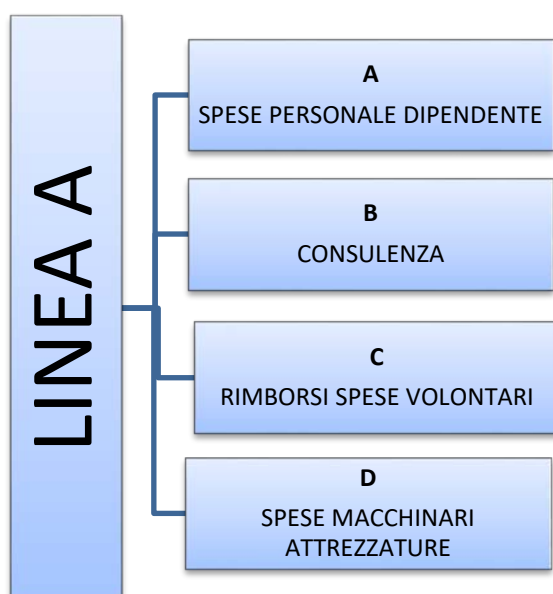 LINEA A
A
SPESE PERSONALE DIPENDENTE
B
CONSULENZA
C
RIMBORSI SPESE VOLONTARI
D
SPESE MACCHINARI
ATTREZZATURE